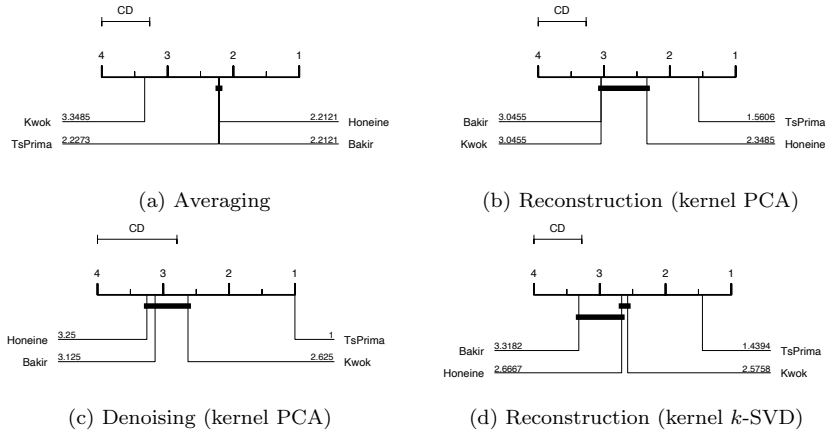 CD
4 3 2 1
Kwok 3.3485 2.2121 Honeine
TsPrima 2.2273 2.2121 Bakir
(a) Averaging
CD
4 3 2 1
Bakir 3.0455 1.5606 TsPrima
Kwok 3.0455 2.3485 Honeine
(b) Reconstruction (kernel PCA)
CD
4 3 2 1
Honeine 3.25 1 TsPrima
Bakir 3.125 2.625 Kwok
(c) Denoising (kernel PCA)
CD
4 3 2 1
Bakir 3.3182 1.4394 TsPrima
Honeine 2.6667 2.5758 Kwok
(d) Reconstruction (kernel k-SVD)